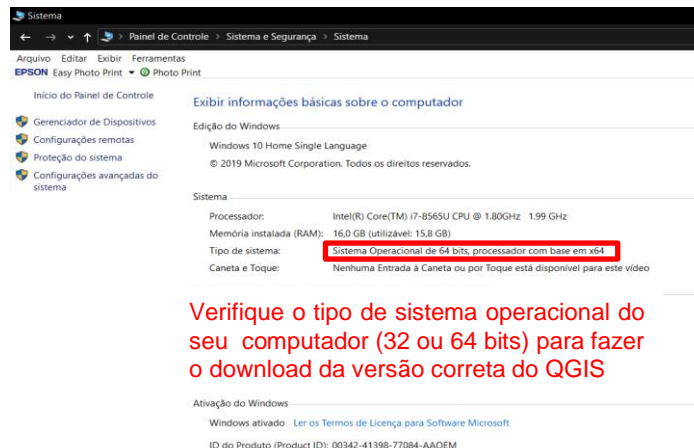 Sistema
Painel de Controle > Sistema e Segurança > Sistema
Arquivo Editar Exibir Ferramentas
EPSON Easy Photo Print Photo Print
Início do Painel de Controle
Gerenciador de Dispositivos
Configurações remotas
Proteção do sistema
Configurações avançadas do
sistema
Exibir informações básicas sobre o computador
Edição do Windows
Windows 10 Home Single Language
© 2019 Microsoft Corporation. Todos os direitos reservados.
Sistema
Processador: Intel(R) Core(TM) i7-8565U CPU @ 1.80GHz 1.99 GHz
Memória instalada (RAM): 16,0 GB (utilizável: 15,8 GB)
Tipo de sistema: Sistema Operacional de 64 bits, processador com base em x64
Caneta e Toque: Nenhuma Entrada à Caneta ou por Toque está disponível para este vídeo
Verifique o tipo de sistema operacional do
seu computador (32 ou 64 bits) para fazer
o download da versão correta do QGIS
Ativação do Windows
Windows ativado Ler os Termos de Licença para Software Microsoft
ID do Produto (Product ID): 00342-41398-77084-AAOEM